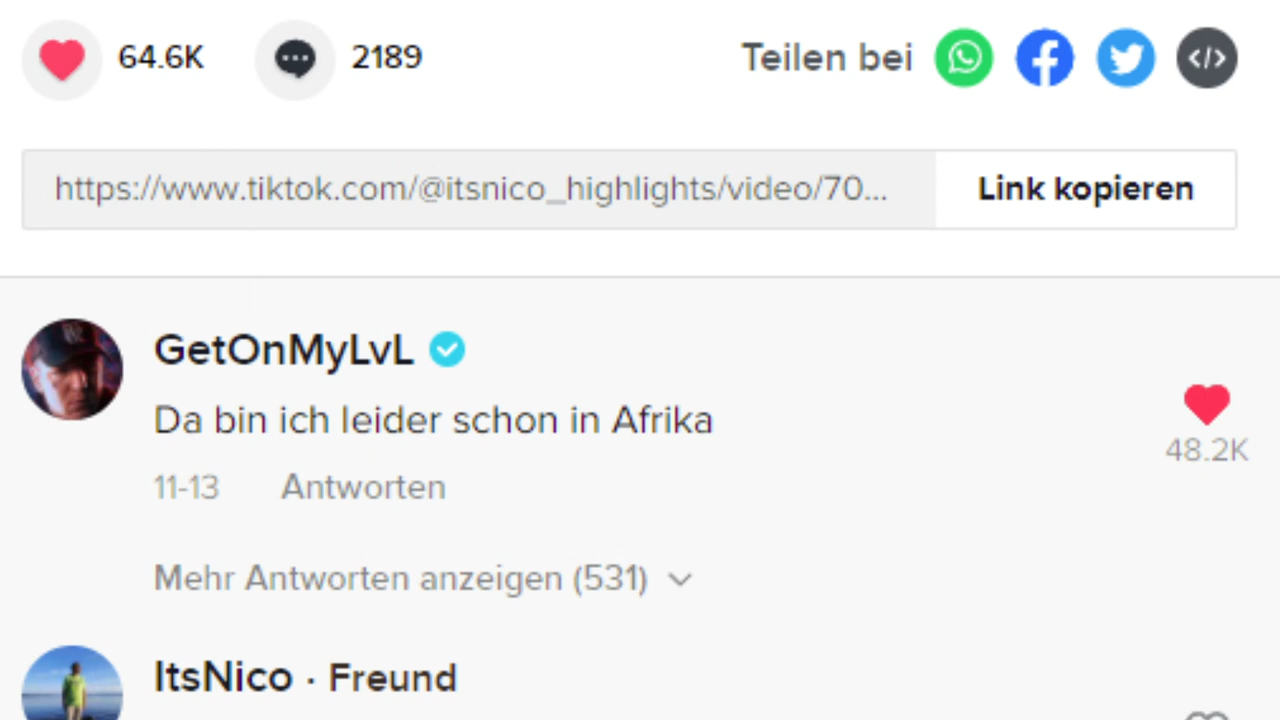 64.6K 2189 Teilen bei
https://www.tiktok.com/@itsnico_highlights/video/70... Link kopieren
GetOnMyLvL
Da bin ich leider schon in Afrika
48.2K
11-13 Antworten
Mehr Antworten anzeigen (531)
ItsNico · Freund